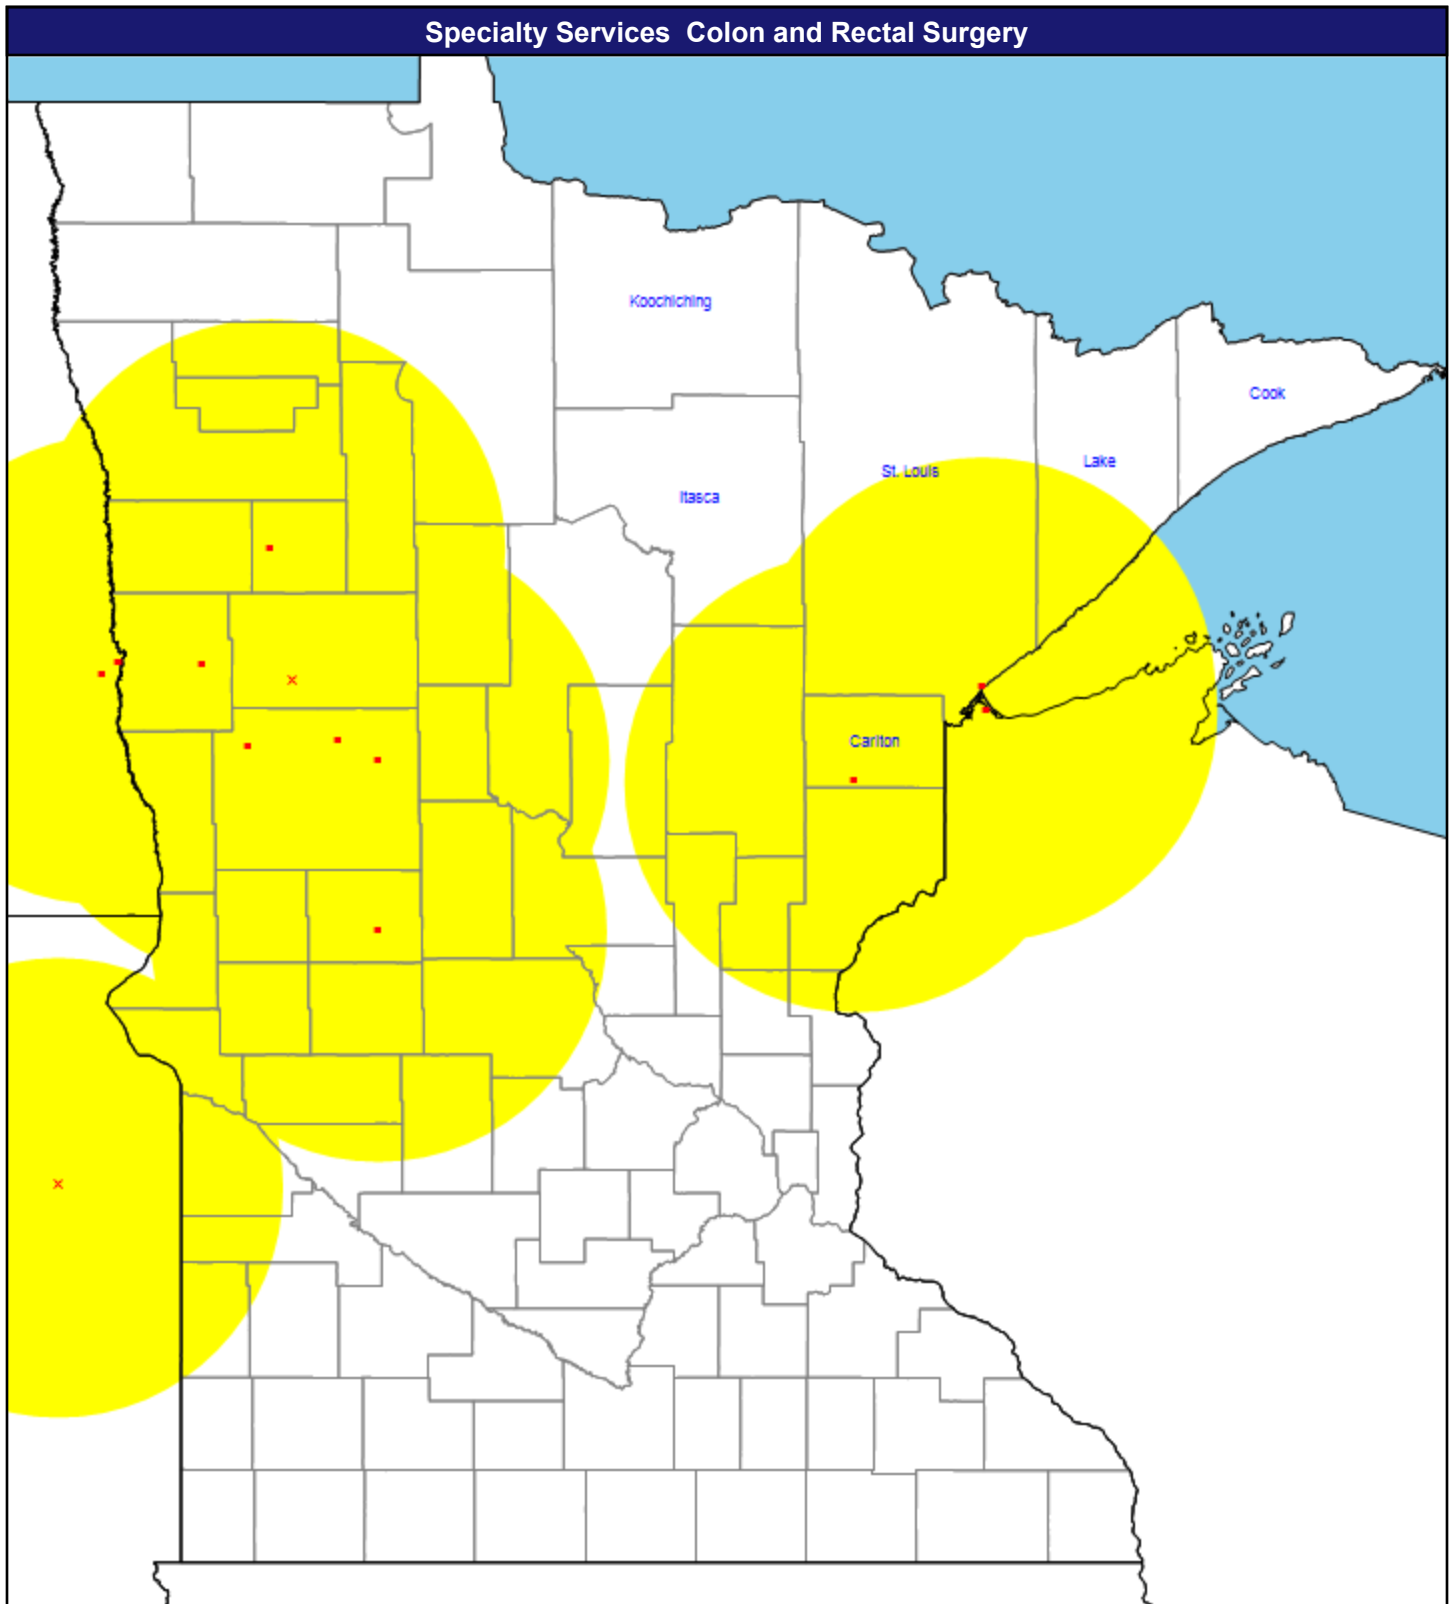 Specialty Services  Colon and Rectal Surgery
Koochiching
Cook
Lake
St. Louis
Itasca
Carlton